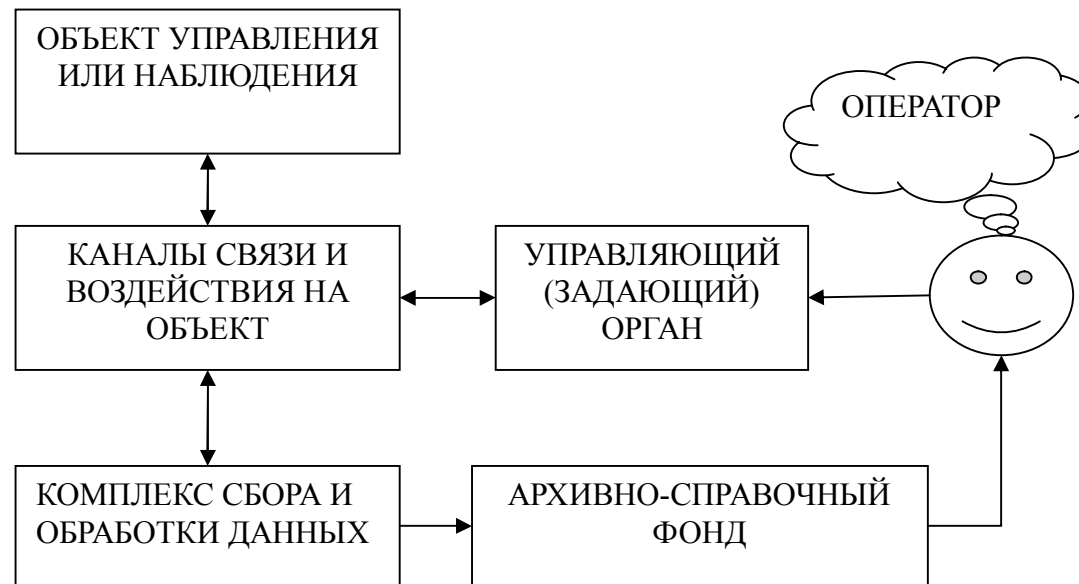 ОБЪЕКТ УПРАВЛЕНИЯ
ИЛИ НАБЛЮДЕНИЯ
ОПЕРАТОР
КАНАЛЫ СВЯЗИ И
ВОЗДЕЙСТВИЯ НА
ОБЪЕКТ
УПРАВЛЯЮЩИЙ
(ЗАДАЮЩИЙ)
ОРГАН
КОМПЛЕКС СБОРА И
ОБРАБОТКИ ДАННЫХ
АРХИВНО-СПРАВОЧНЫЙ
ФОНД